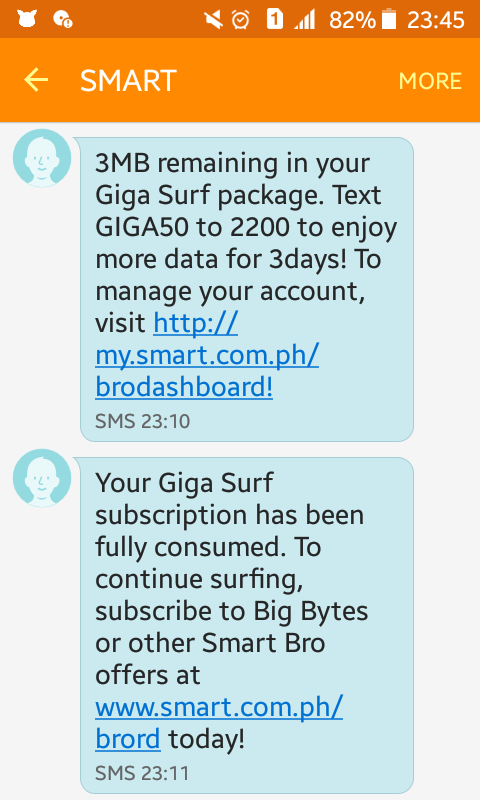 1 82% 23:45
SMART MORE
3MB remaining in your
Giga Surf package. Text
GIGA50 to 2200 to enjoy
more data for 3days! To
manage your account,
visit http://
my.smart.com.ph/
brodashboard!
SMS 23:10
Your Giga Surf
subscription has been
fully consumed. To
continue surfing,
subscribe to Big Bytes
or other Smart Bro
offers at
www.smart.com.ph/
brord today!
SMS 23:11